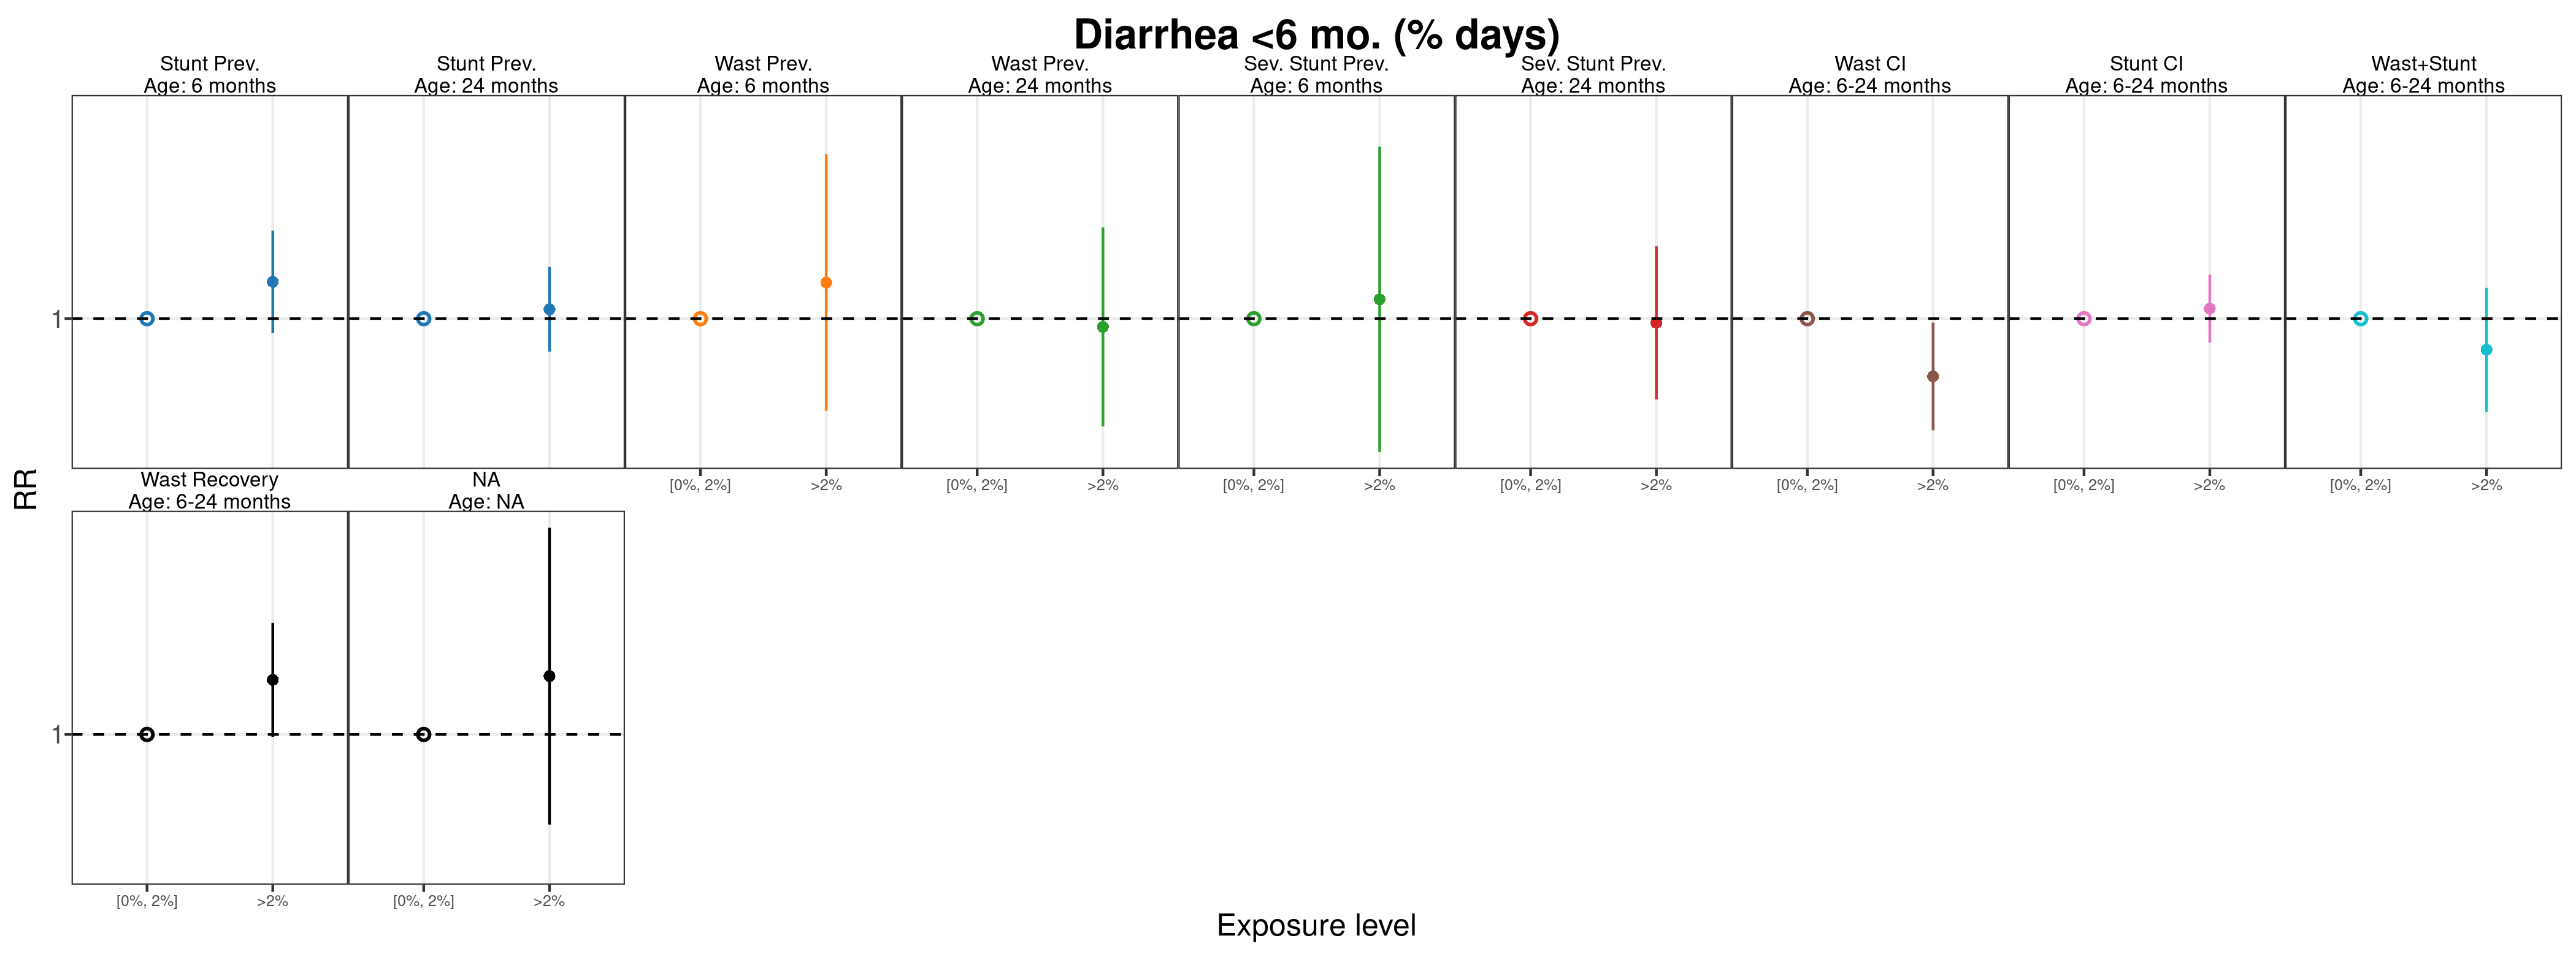 Diarrhea <6 mo. (% days)
Stunt Prev.
Age: 6 months
Stunt Prev.
Age: 24 months
Wast Prev.
Age: 6 months
Wast Prev.
Age: 24 months
Sev. Stunt Prev.
Age: 6 months
Sev. Stunt Prev.
Age: 24 months
Wast CI
Age: 6-24 months
Stunt CI
Age: 6-24 months
Wast+Stunt
Age: 6-24 months
1
[0%, 2%] >2%
[0%, 2%] >2%
[0%, 2%] >2%
[0%, 2%] >2%
[0%, 2%] >2%
[0%, 2%] >2%
[0%, 2%] >2%
RR
Wast Recovery
Age: 6-24 months
NA
Age: NA
1
[0%, 2%] >2%
[0%, 2%] >2%
Exposure level